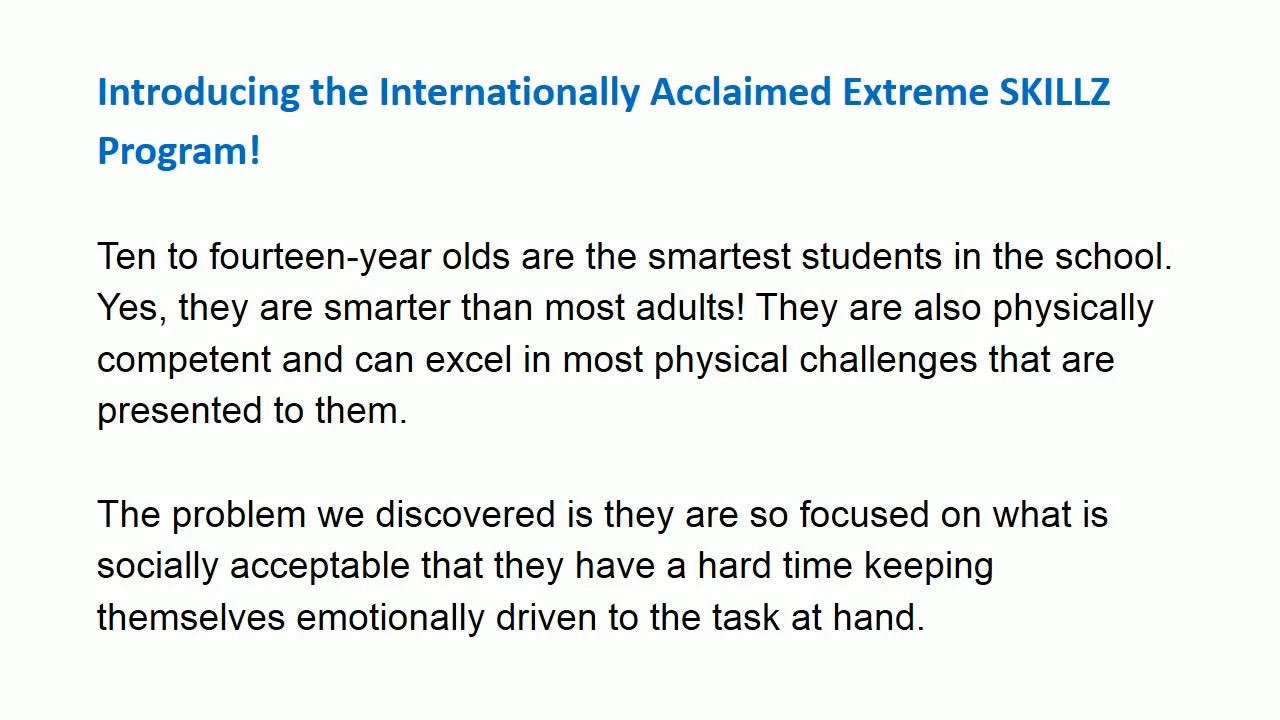 Introducing the Internationally Acclaimed Extreme SKILLZ
Program!
Ten to fourteen-year olds are the smartest students in the school.
Yes, they are smarter than most adults! They are also physically
competent and can excel in most physical challenges that are
presented to them.
The problem we discovered is they are so focused on what is
socially acceptable that they have a hard time keeping
themselves emotionally driven to the task at hand.